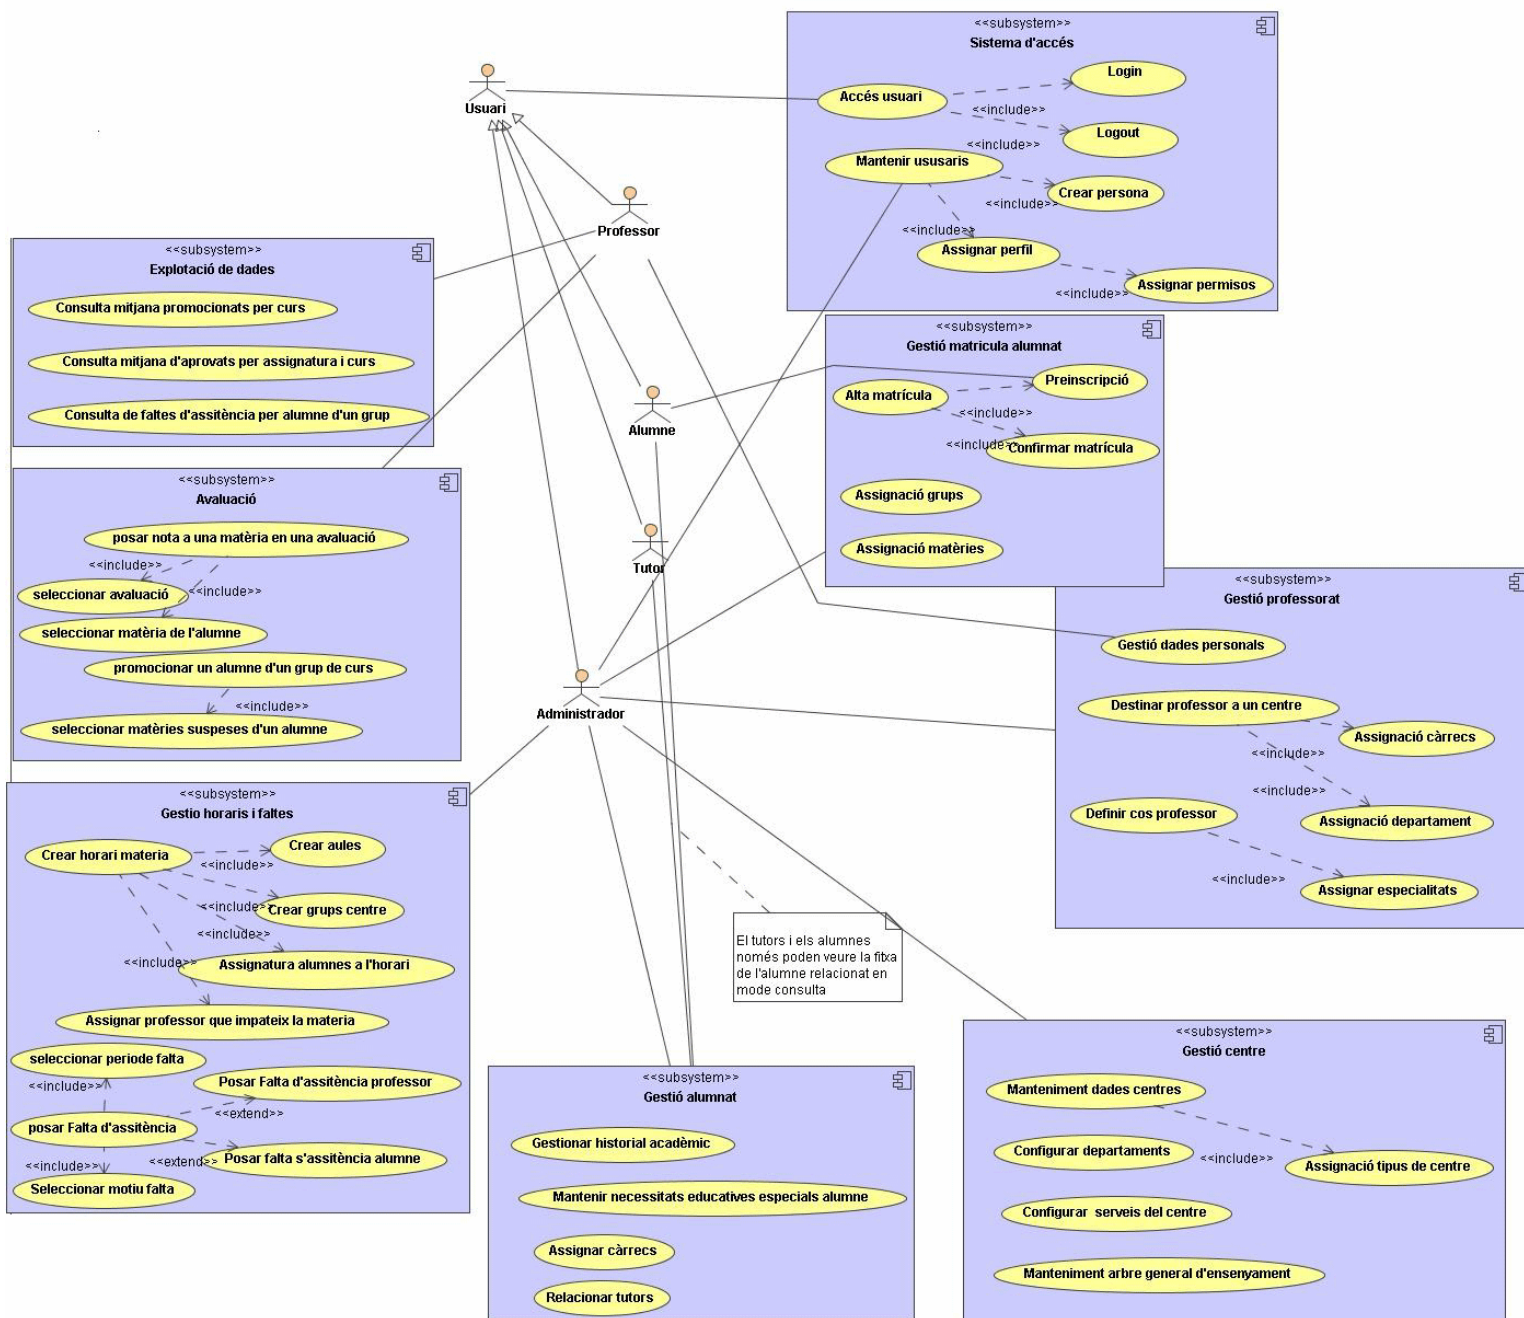 <<subsystem>>
Sistema d'accés
Login
Accés usuari
<<include>>
Logout
<<include>>
Mantenir ususaris
Crear persona
<<include>>
<<include>>
Assignar perfil
Assignar permisos
<<include>>
Usuari
Professor
<<subsystem>>
Explotació de dades
Consulta mitjana promocionats per curs
Consulta mitjana d'aprovats per assignatura i curs
Consulta de faltes d'assitència per alumne d'un grup
<<subsystem>>
Gestió matricula alumnat
Preinscripció
Alta matrícula
<<include>>
<<include>>
Confirmar matrícula
Assignació grups
Assignació matèries
Alumne
Tutor
Administrador
<<subsystem>>
Avaluació
posar nota a una matèria en una avaluació
<<include>>
<<include>>
seleccionar avaluació
seleccionar matèria de l'alumne
promocionar un alumne d'un grup de curs
<<include>>
seleccionar matèries suspeses d'un alumne
<<subsystem>>
Gestió professorat
Gestió dades personals
Destinar professor a un centre
Assignació càrrecs
<<include>>
<<include>>
Definir cos professor
Assignació departament
<<include>>
Assignar especialitats
<<subsystem>>
Gestio horaris i faltes
Crear aules
Crear horari materia
<<include>>
<<include>>
Crear grups centre
<<include>>
<<include>>
Assignatura alumnes a l'horari
Assignar professor que impateix la materia
seleccionar periode falta
<<include>>
Posar Falta d'assitència professor
<<extend>>
posar Falta d'assitència
<<include>>
<<extend>>
Posar falta s'assitència alumne
Seleccionar motiu falta
El tutors i els alumnes
només poden veure la fitxa
de l'alumne relacionat en
mode consulta
<<subsystem>>
Gestió alumnat
Gestionar historial acadèmic
Mantenir necessitats educatives especials alumne
Assignar càrrecs
Relacionar tutors
<<subsystem>>
Gestió centre
Manteniment dades centres
Configurar departaments
<<include>>
Assignació tipus de centre
Configurar serveis del centre
Manteniment arbre general d'ensenyament